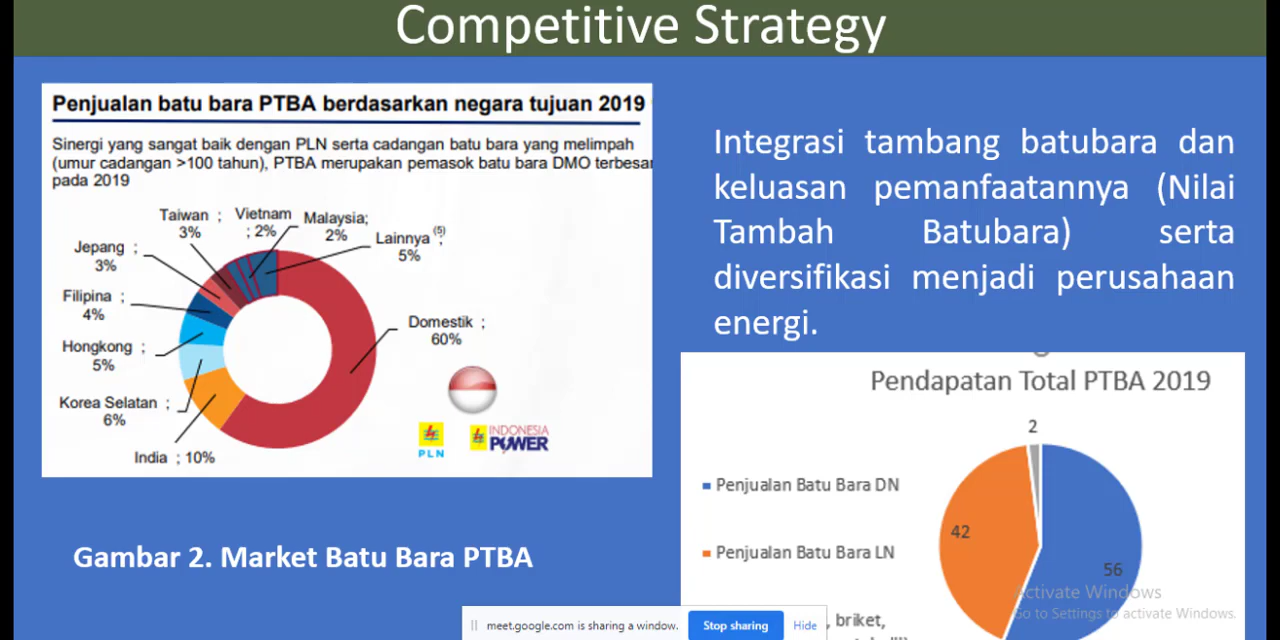 Competitive Strategy
Penjualan batu bara PTBA berdasarkan negara tujuan 2019
Sinergi yang sangat baik dengan PLN serta cadangan batu bara yang melimpah
(umur cadangan >100 tahun), PTBA merupakan pemasok batu bara DMO
pada 2019
Taiwan ;
3%
Vietnam
; 2%
Malaysia;
2%
Lainnya (5);
5%
Jepang ;
3%
Filipina ;
4%
Hongkong ;
5%
Korea Selatan ;
6%
India ; 10%
Domestik ;
60%
PLN
INDONESIA
POWER
Gambar 2. Market Batu Bara PTBA
Integrasi tambang batubara dan
keluasan pemanfaatannya (Nilai
Tambah Batubara) serta
diversifikasi menjadi perusahaan
energi.
Pendapatan Total PTBA 2019
2
Penjualan Batu Bara DN
42
Penjualan Batu Bara LN
56
, briket,
Activate Windows
Go to Settings to activate Windows.
meet.google.com is sharing a window.
Stop sharing
Hide